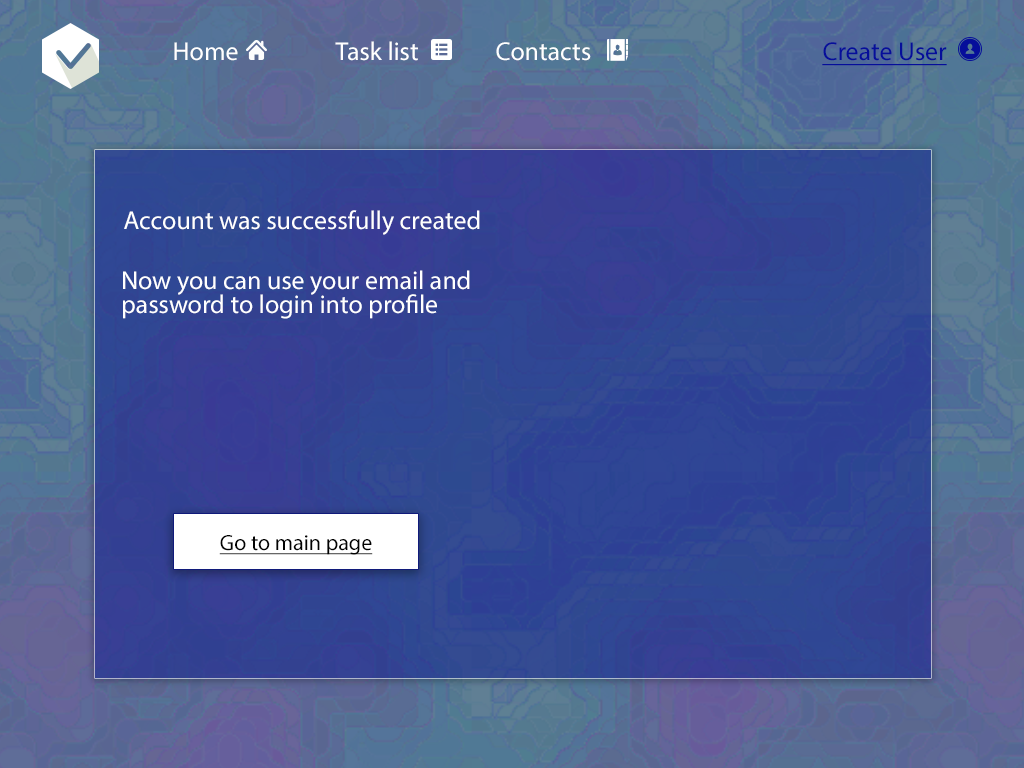 Home
Task list
Contacts
Create User
Account was successfully created
Now you can use your email and
password to login into profile
Go to main page